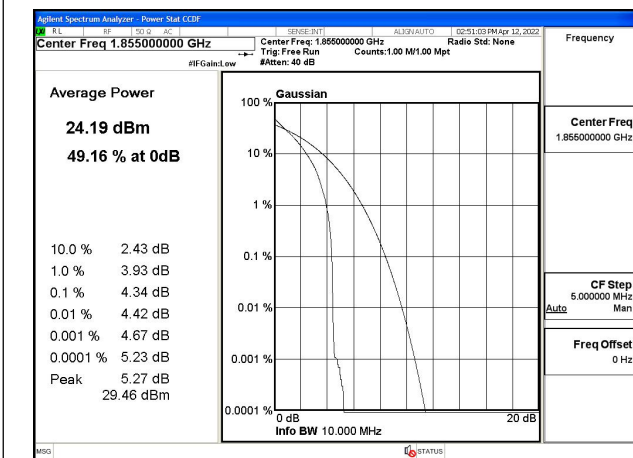 Agilent Spectrum Analyzer - Power Stat CCDF
LXI RL RF 50 Ω AC SENSE:INT ALIGN AUTO 02:51:03 PM Apr 12, 2022
Center Freq 1.855000000 GHz
Center Freq: 1.855000000 GHz Radio Std: None
Trig: Free Run Counts:1.00 M/1.00 Mpt
#IFGain:Low #Atten: 40 dB
Frequency
Average Power
24.19 dBm
49.16 % at 0dB
10.0 % 2.43 dB
1.0 % 3.93 dB
0.1 % 4.34 dB
0.01 % 4.42 dB
0.001 % 4.67 dB
0.0001 % 5.23 dB
Peak 5.27 dB
29.46 dBm
Gaussian
100 %
10 %
1 %
0.1 %
0.01 %
0.001 %
0.0001 %
0 dB 20 dB
Info BW 10.000 MHz
Center Freq
1.855000000 GHz
CF Step
5.000000 MHz
Auto Man
Freq Offset
0 Hz
MSG STATUS